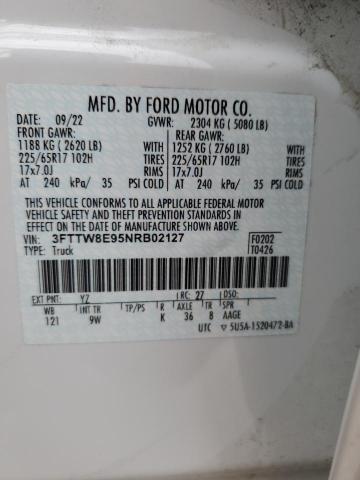 MFD. BY FORD MOTOR CO.
DATE: 09/22 GVWR: 2304 KG ( 5080 LB)
FRONT GAWR: REAR GAWR:
1188 KG ( 2620 LB) WITH 1252 KG ( 2760 LB) WITH
225/65R17 102H TIRES 225/65R17 102H TIRES
17x7.0J RIMS 17x7.0J RIMS
AT 240 kPa/ 35 PSI COLD AT 240 kPa/ 35 PSI COLD
THIS VEHICLE CONFORMS TO ALL APPLICABLE FEDERAL MOTOR
VEHICLE SAFETY AND THEFT PREVENTION STANDARDS IN
EFFECT ON THE DATE OF MANUFACTURE SHOWN ABOVE.
VIN: 3FTTW8E95NRB02127 F0202
TYPE: Truck T0426
EXT PNT: YZ RC: 27 DSO:
WB INT TR TP/PS R AXLE TR SPR
121 9W K 36 8 AAGE
UTC 5U5A-1520472-BA